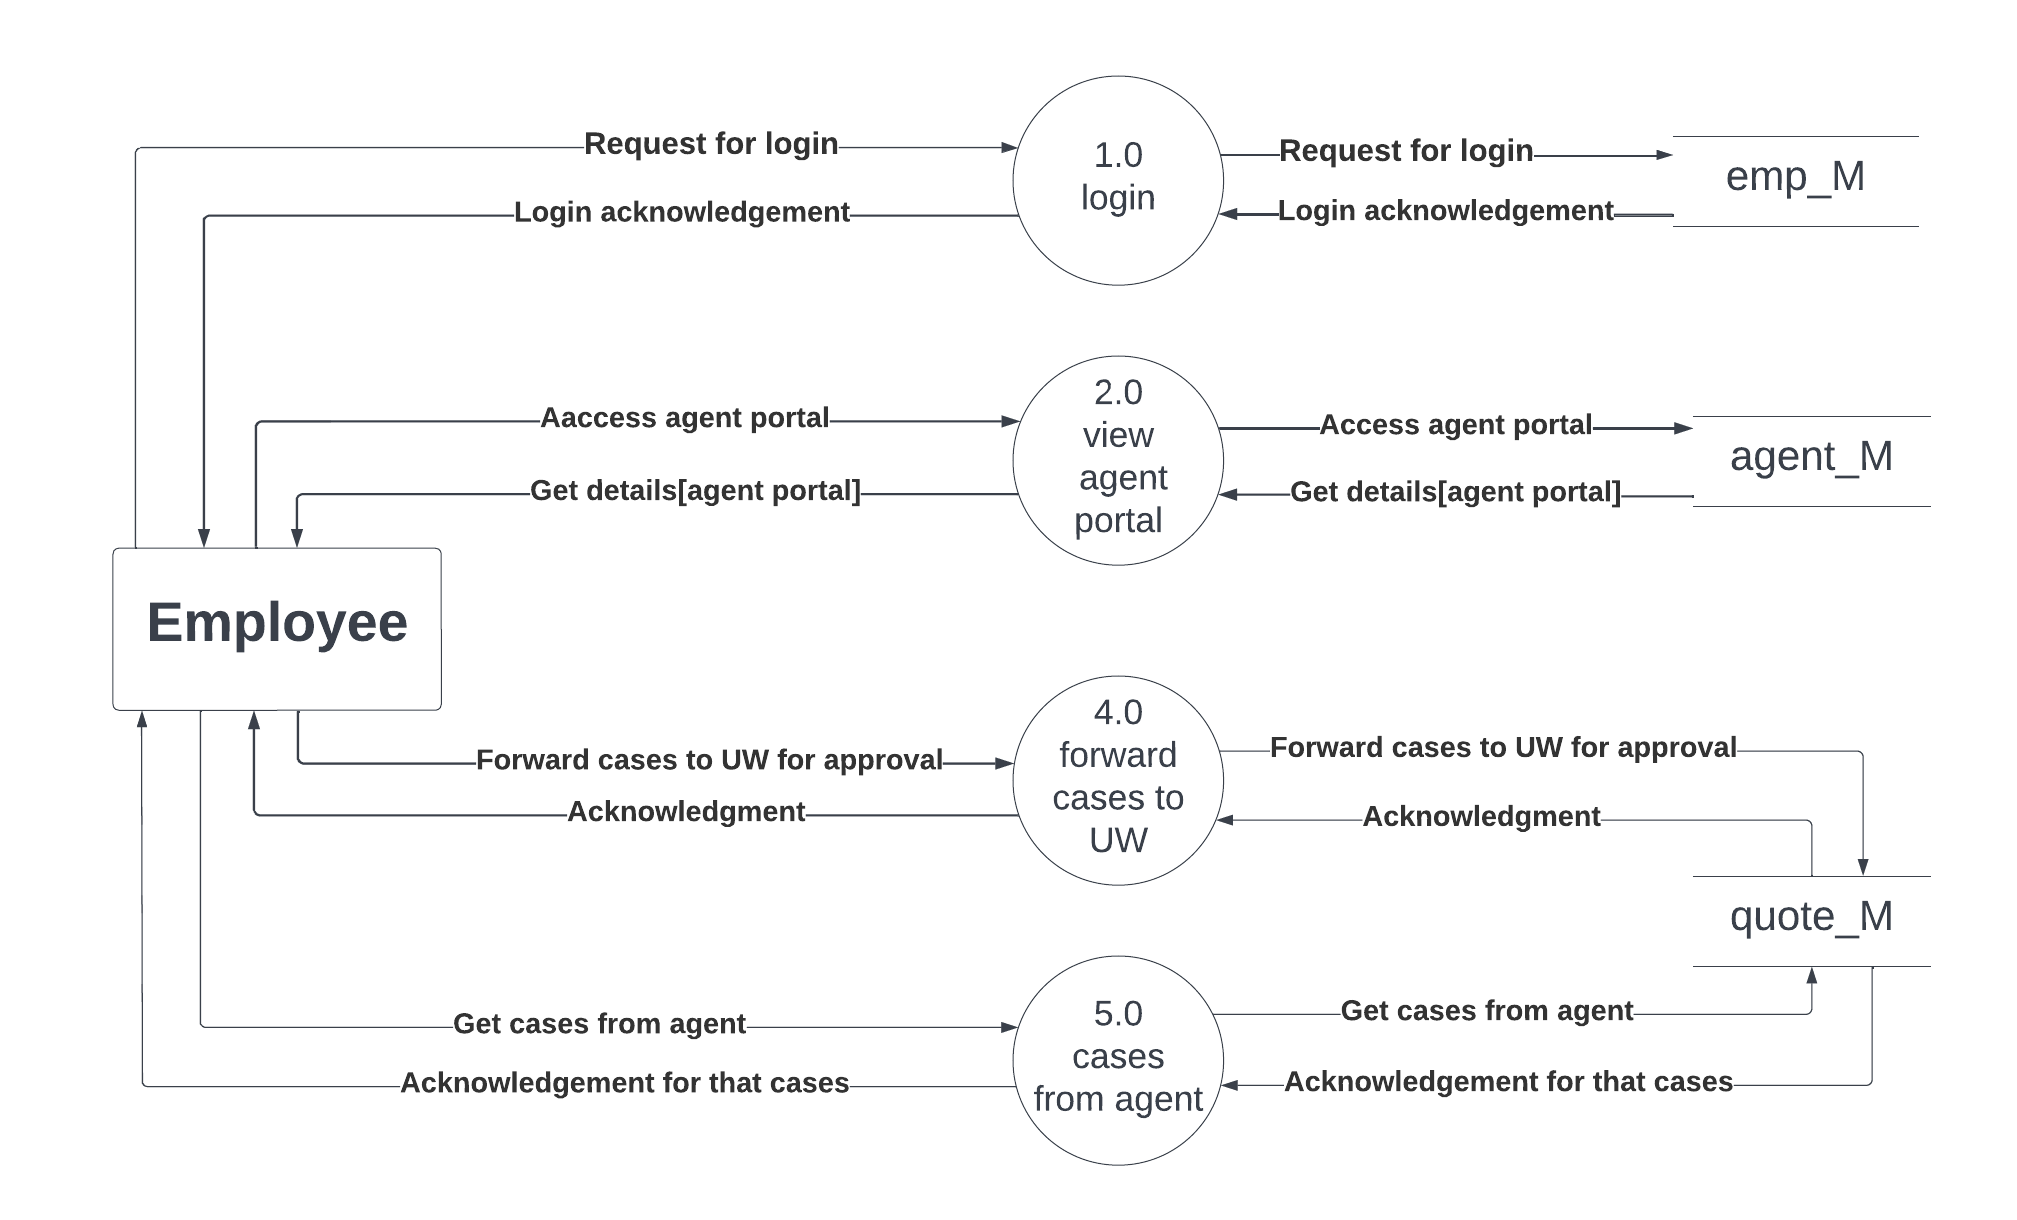 Request for login
1.0
login
Request for login
emp_M
Login acknowledgement
Login acknowledgement
Aaccess agent portal
2.0
view
agent
portal
Access agent portal
agent_M
Get details[agent portal]
Get details[agent portal]
Employee
Forward cases to UW for approval
4.0
forward
cases to
UW
Forward cases to UW for approval
Acknowledgment
Acknowledgment
quote_M
Get cases from agent
5.0
cases
from agent
Get cases from agent
Acknowledgement for that cases
Acknowledgement for that cases